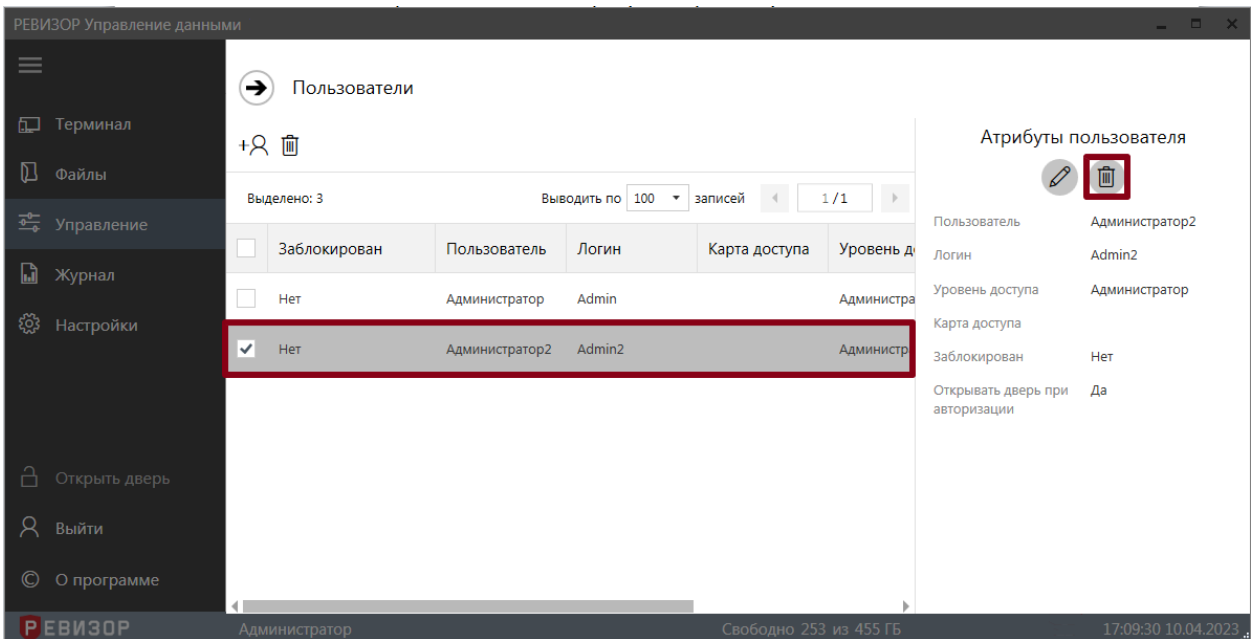 РЕВИЗОР Управление данными
Пользователи
Терминал
Файлы
Управление
Журнал
Настройки
Открыть дверь
Выйти
О программе
Выделено: 3 Выводить по 100 записей 1 / 1
Заблокирован Пользователь Логин Карта доступа Уровень д
Нет Администратор Admin Администра
Нет Администратор2 Admin2 Администр
Атрибуты пользователя
Пользователь Администратор2
Логин Admin2
Уровень доступа Администратор
Карта доступа
Заблокирован Нет
Открывать дверь при Да
авторизации
РЕВИЗОР Администратор Свободно 253 из 455 ГБ 17:09:30 10.04.2023